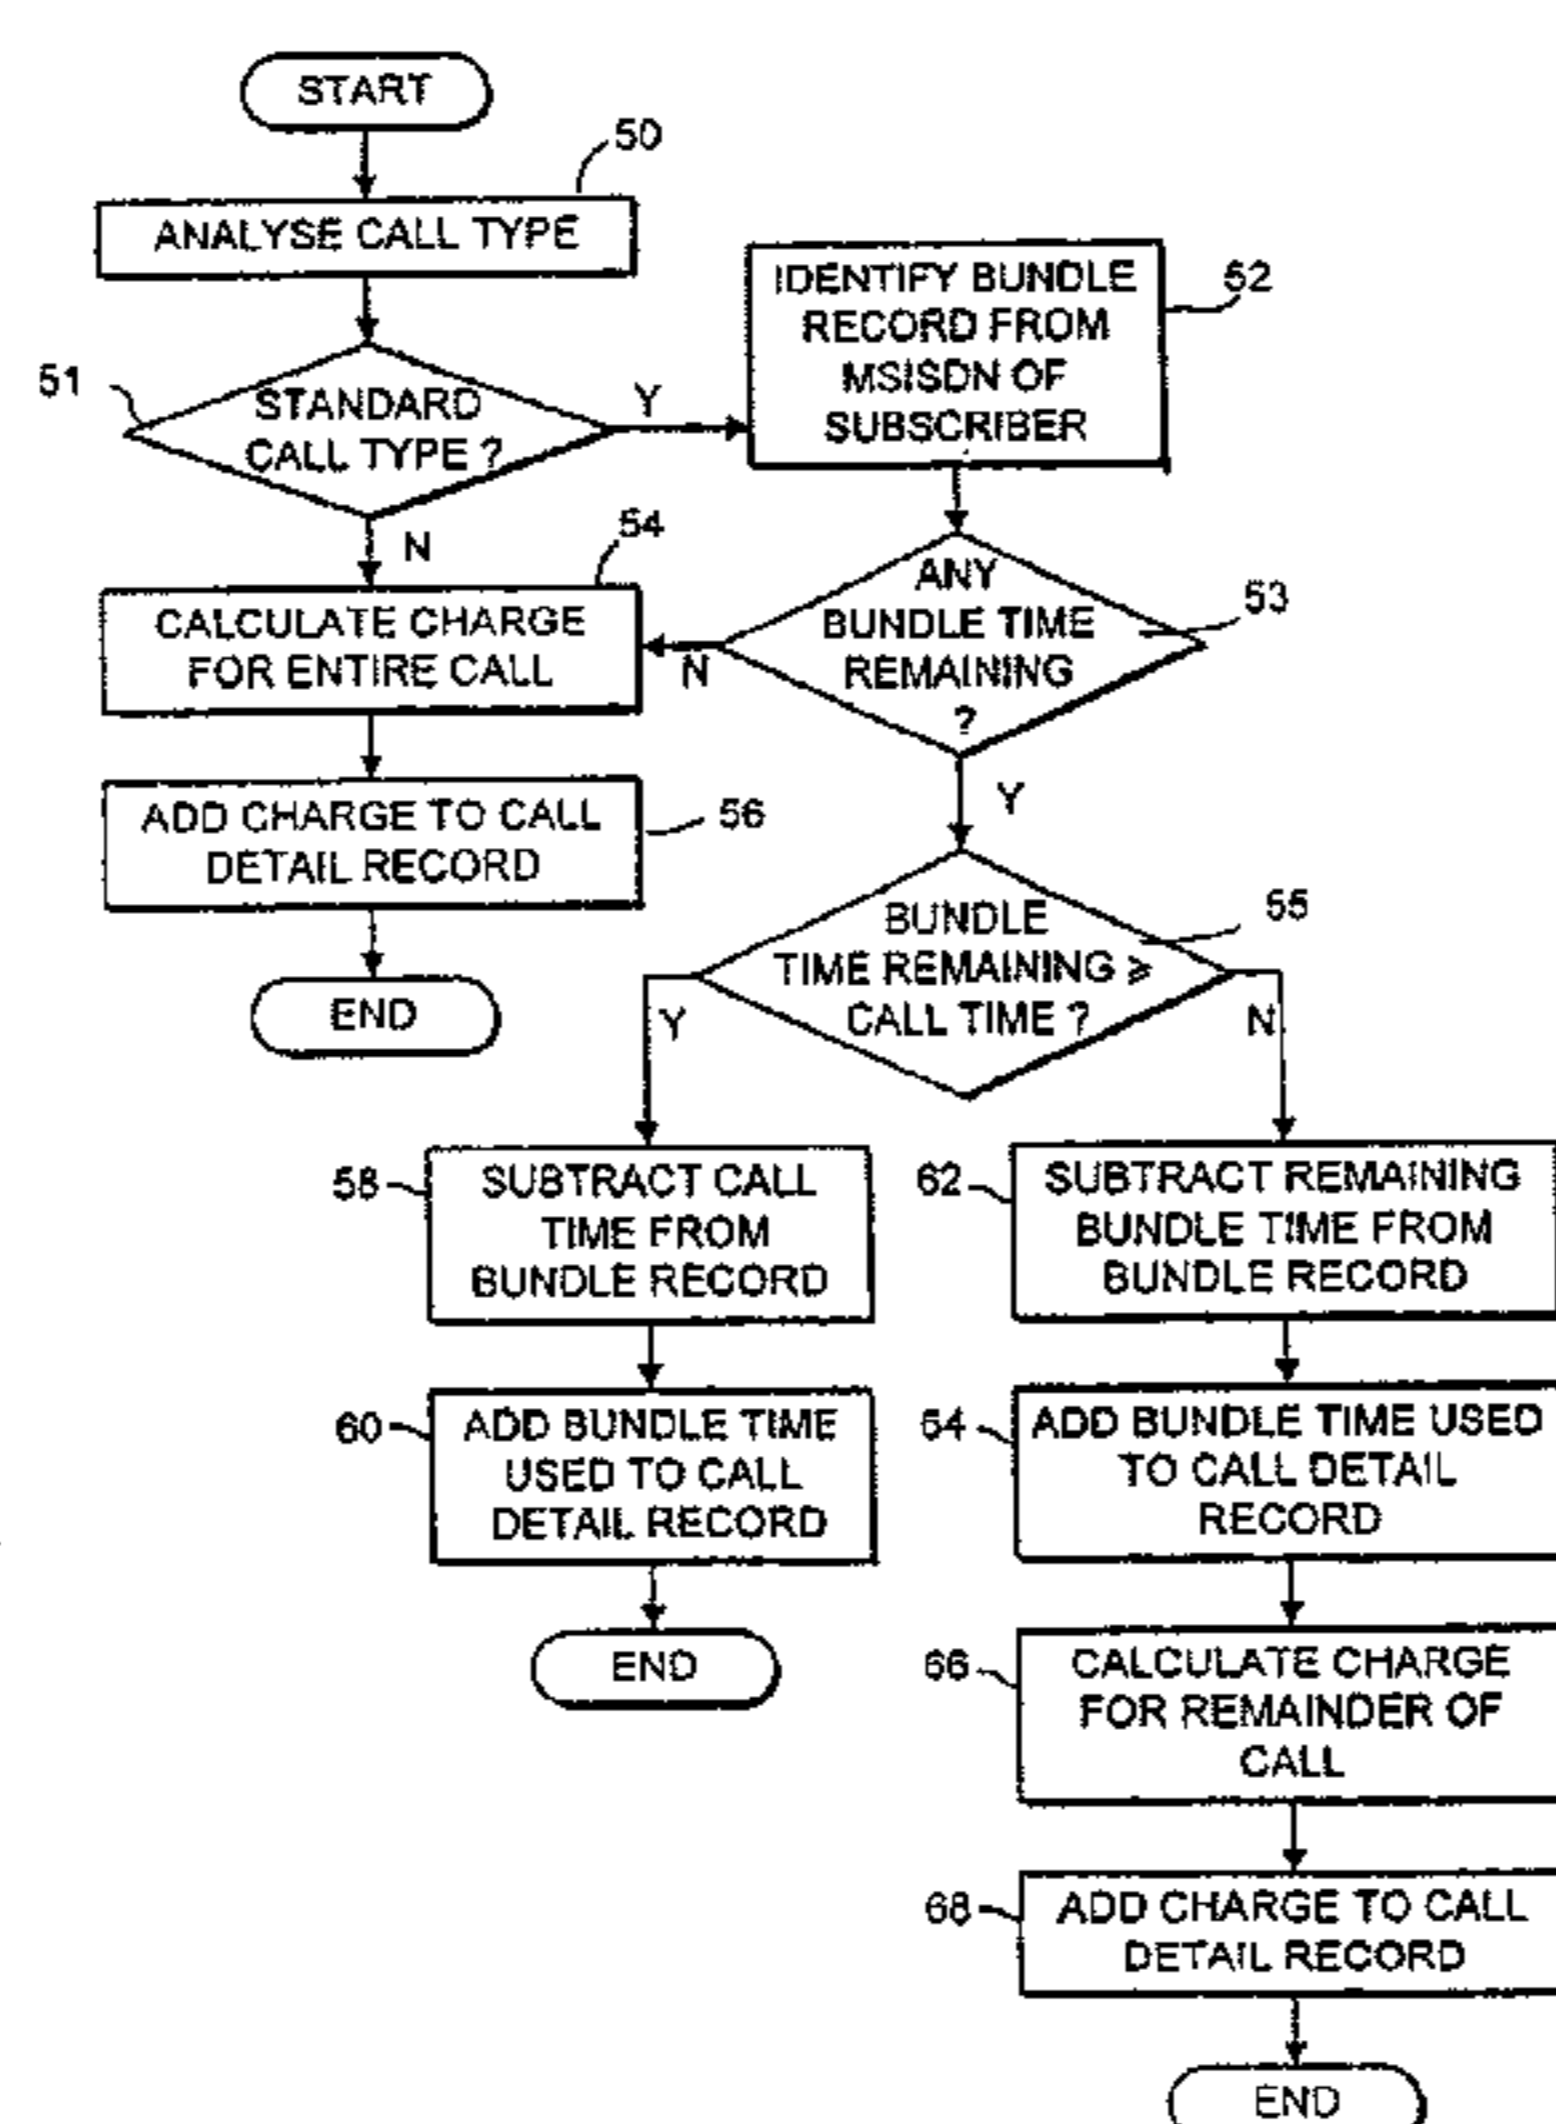 START
50
ANALYSE CALL TYPE
51
STANDARD
CALL TYPE ?
Y
N
IDENTIFY BUNDLE
RECORD FROM
MSISDN OF
SUBSCRIBER
52
54
CALCULATE CHARGE
FOR ENTIRE CALL
ANY
BUNDLE TIME
REMAINING
?
53
N
Y
ADD CHARGE TO CALL
DETAIL RECORD
56
END
BUNDLE
TIME REMAINING ⩾
CALL TIME ?
55
Y
N
58
SUBTRACT CALL
TIME FROM
BUNDLE RECORD
60
ADD BUNDLE TIME
USED TO CALL
DETAIL RECORD
END
62
SUBTRACT REMAINING
BUNDLE TIME FROM
BUNDLE RECORD
64
ADD BUNDLE TIME USED
TO CALL DETAIL
RECORD
66
CALCULATE CHARGE
FOR REMAINDER OF
CALL
68
ADD CHARGE TO CALL
DETAIL RECORD
END